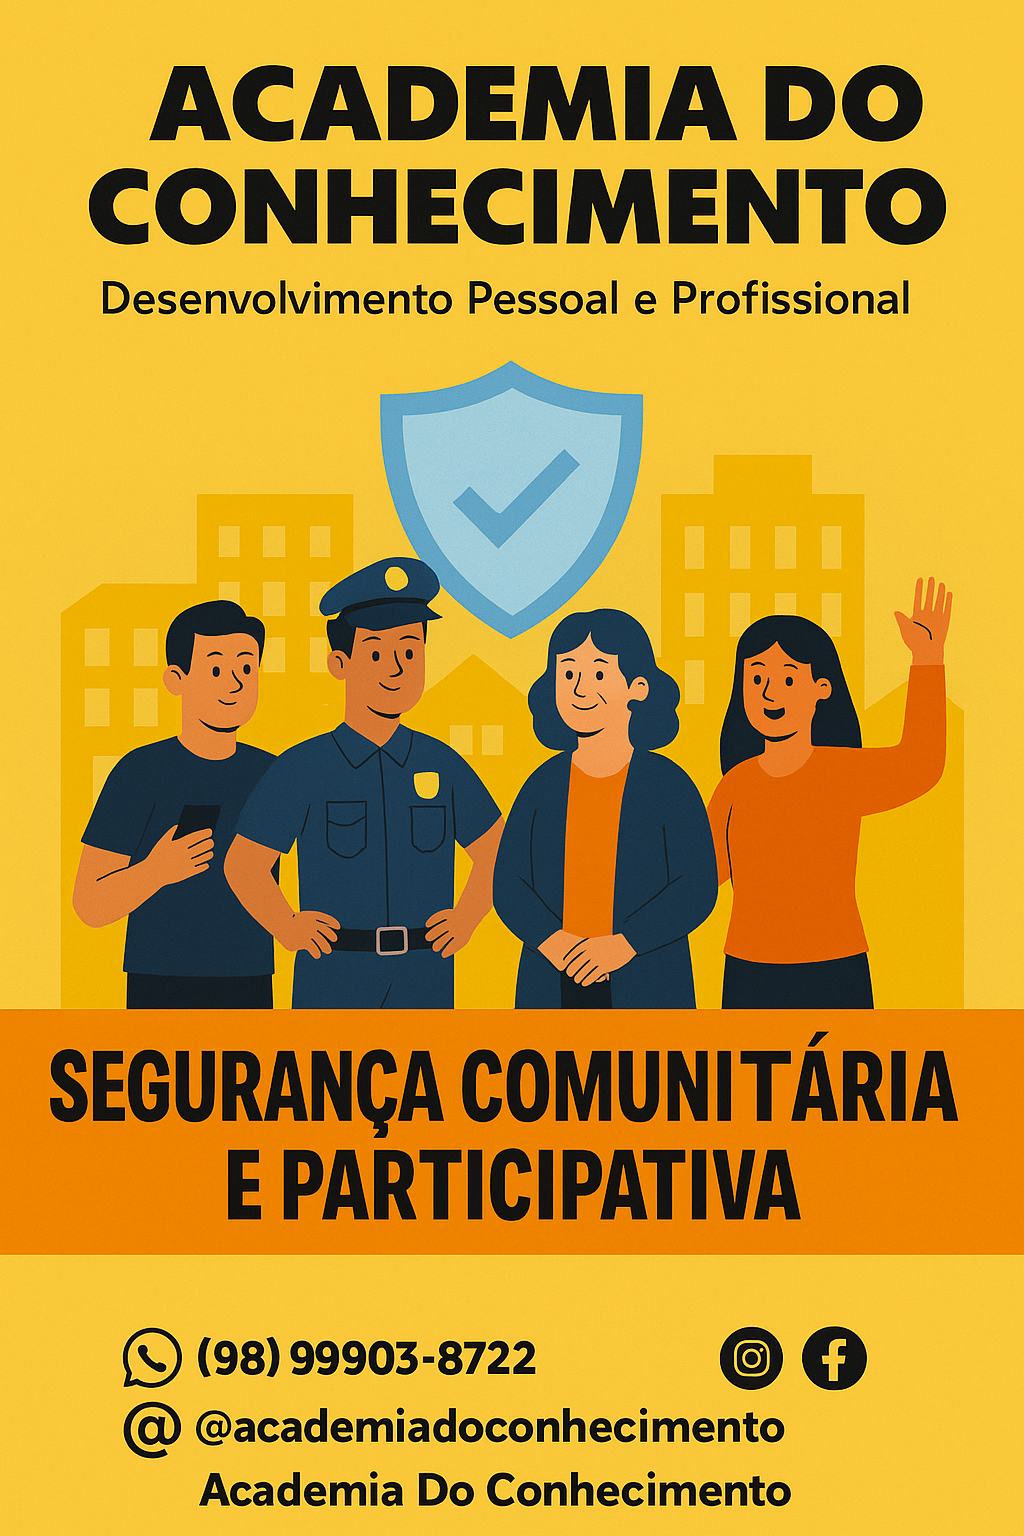 ACADEMIA DO
CONHECIMENTO
Desenvolvimento Pessoal e Profissional
SEGURANÇA COMUNITÁRIA
E PARTICIPATIVA
(98) 99903-8722
@ @academiadoconhecimento
Academia Do Conhecimento